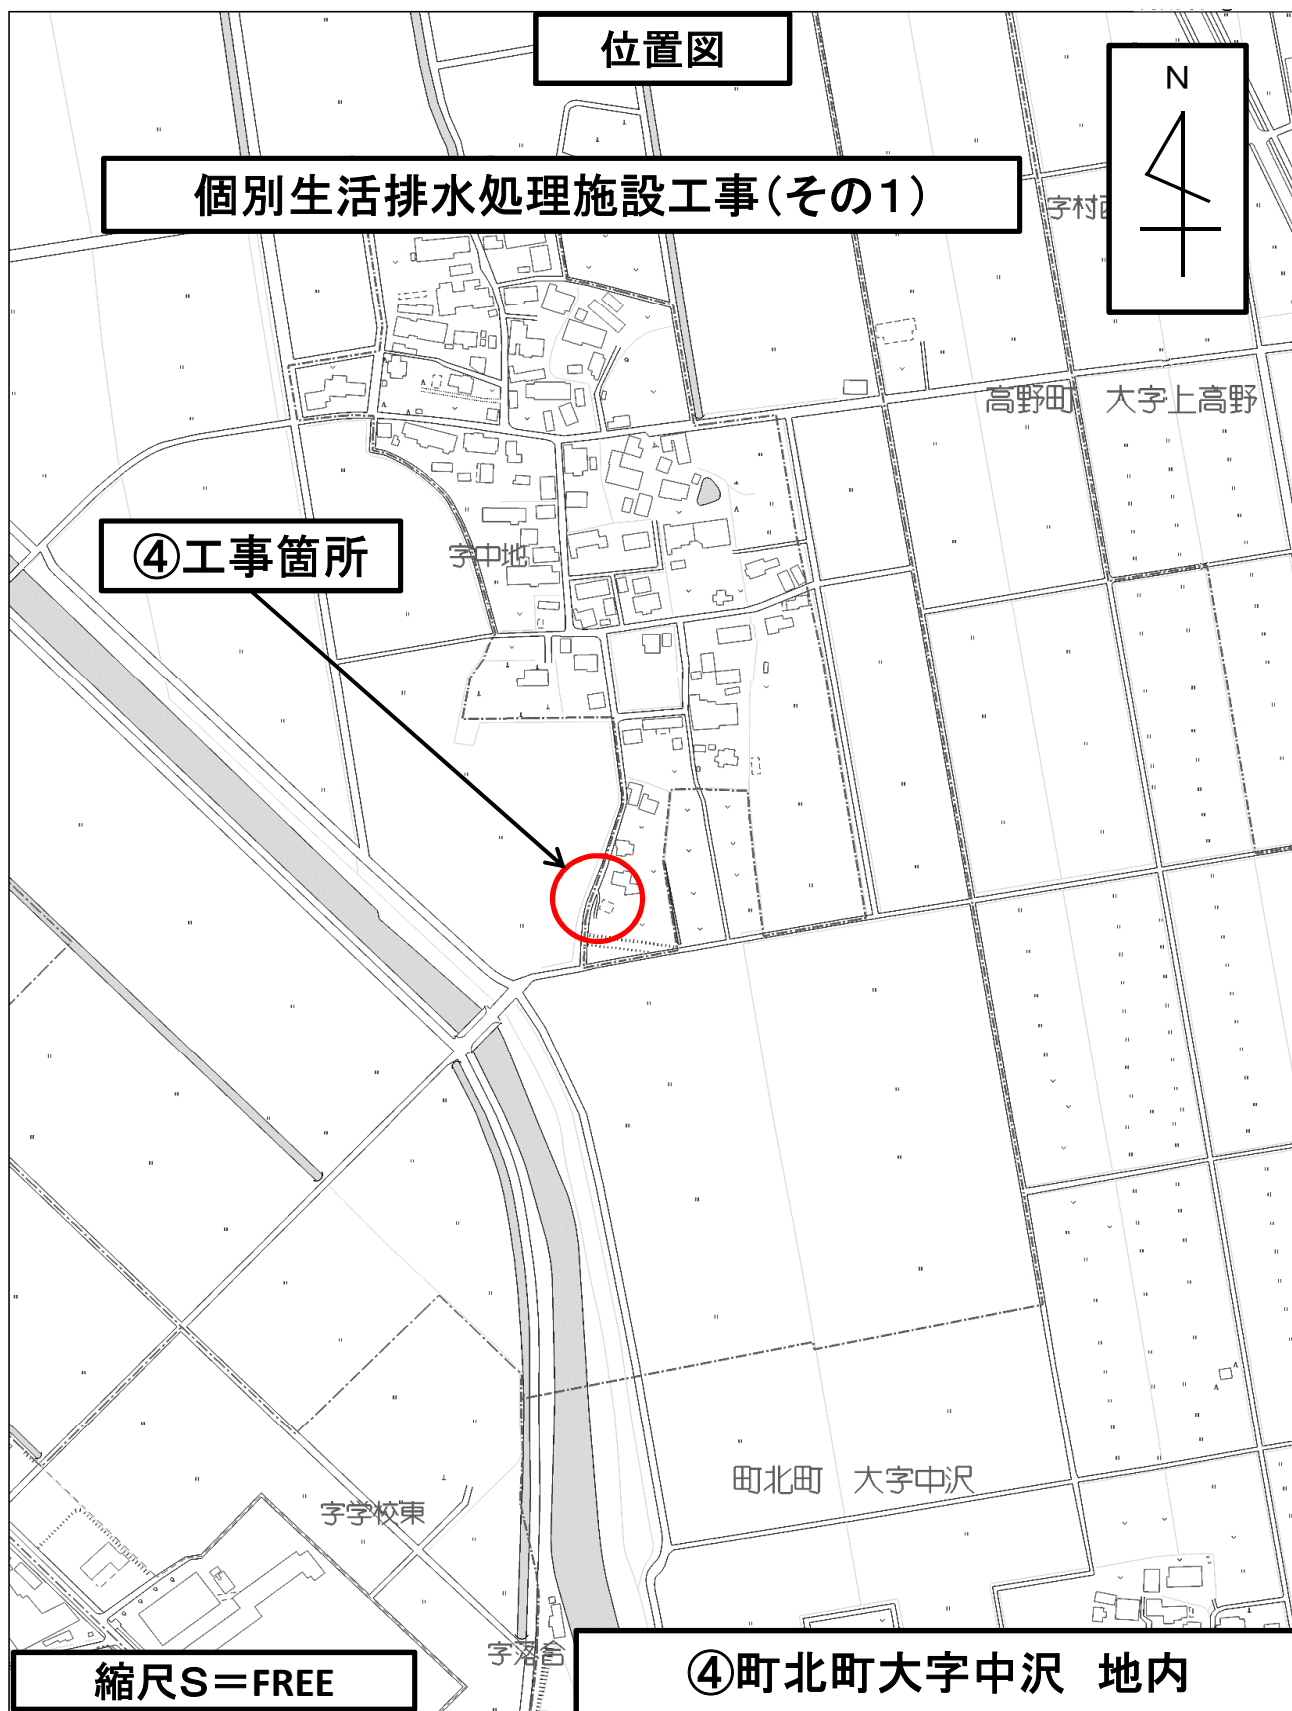 位置図
N
個別生活排水処理施設工事(その1)
字村西
高野町 大字上高野
④工事箇所
字中地
町北町 大字中沢
字学校東
字落合
縮尺S=FREE
④町北町大字中沢 地内